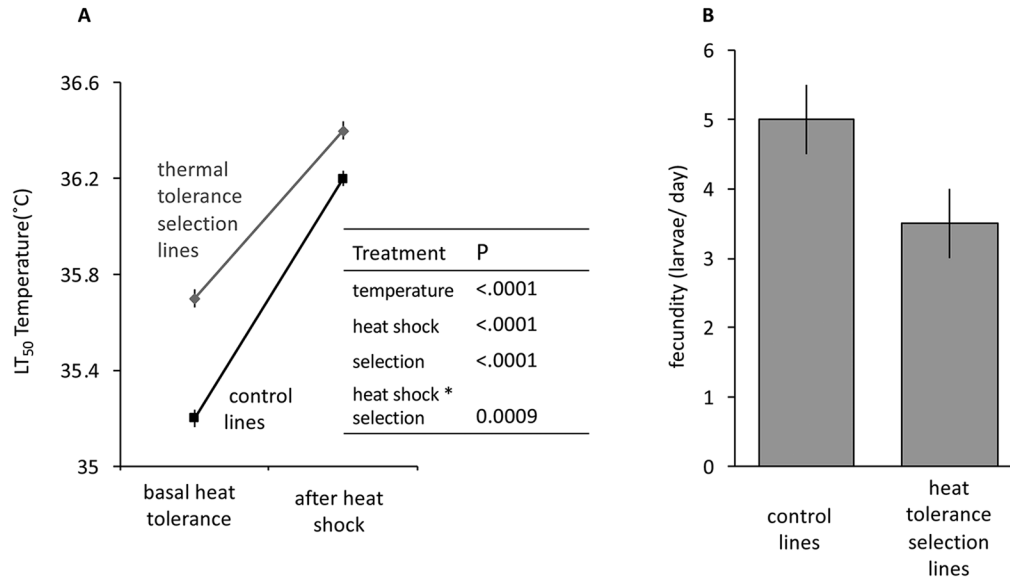 A
36.6
36.2
35.8
35.4
35
LT50 Temperature(˚C)
thermal
tolerance
selection
lines
control
lines
Treatment P
temperature <.0001
heat shock <.0001
selection <.0001
heat shock *
selection 0.0009
basal heat
tolerance
after heat
shock
B
6
5
4
3
2
1
0
fecundity (larvae/ day)
control
lines
heat
tolerance
selection
lines